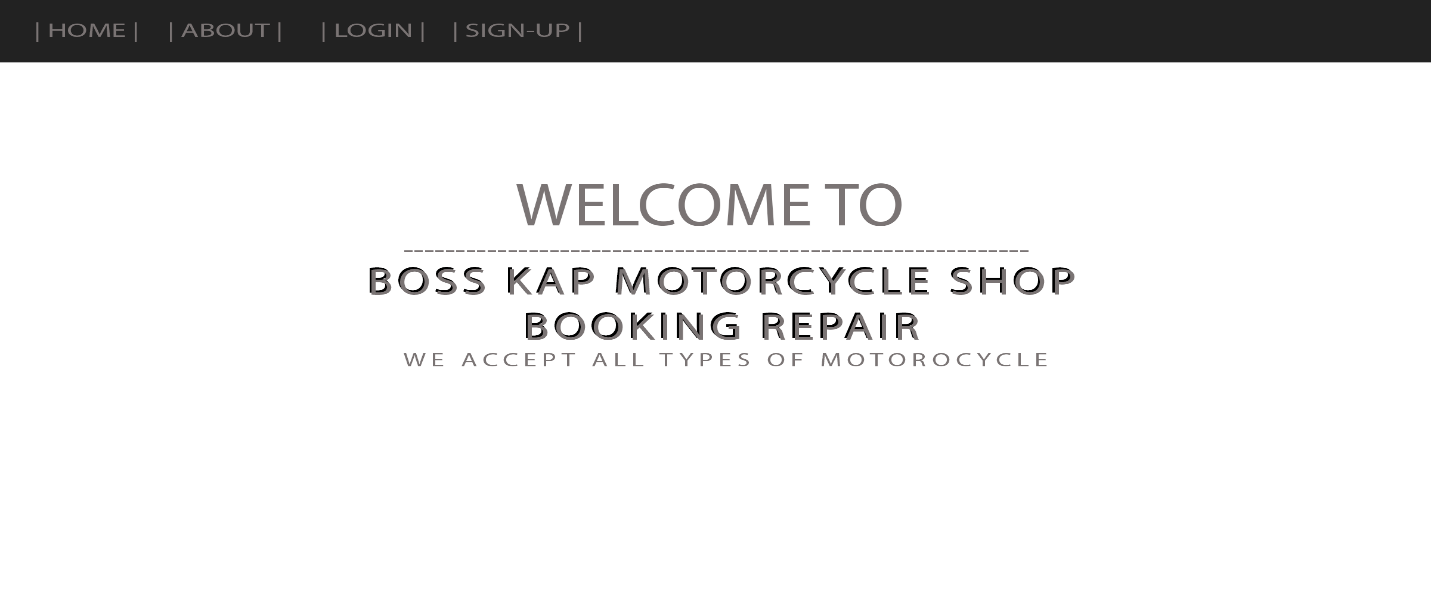 | HOME | | ABOUT | | LOGIN | | SIGN-UP |
WELCOME TO
BOSS KAP MOTORCYCLE SHOP
BOOKING REPAIR
WE ACCEPT ALL TYPES OF MOTOROCYCLE